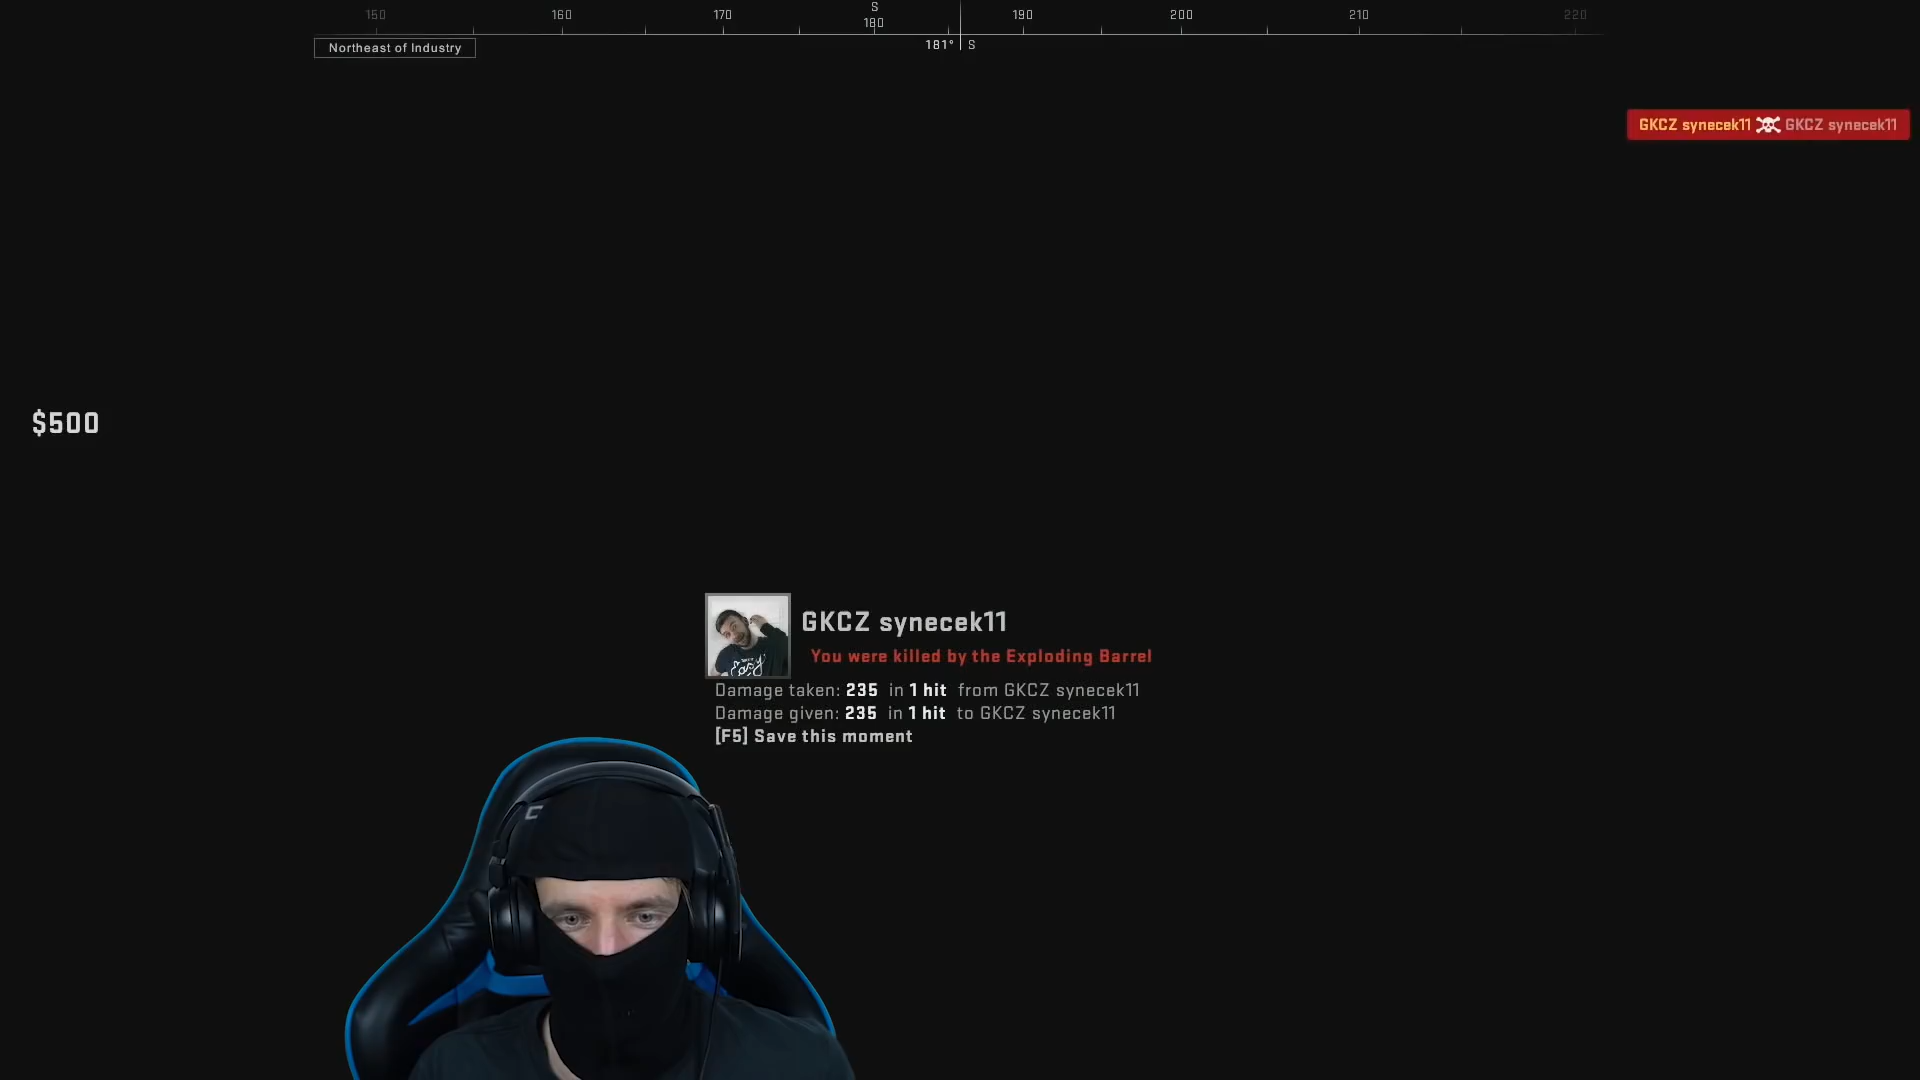 150 160 170 S 180 190 200 210 220
181° S
Northeast of Industry
GKCZ synecek11 GKCZ synecek11
$500
GKCZ synecek11
You were killed by the Exploding Barrel
Damage taken: 235 in 1 hit from GKCZ synecek11
Damage given: 235 in 1 hit to GKCZ synecek11
[F5] Save this moment